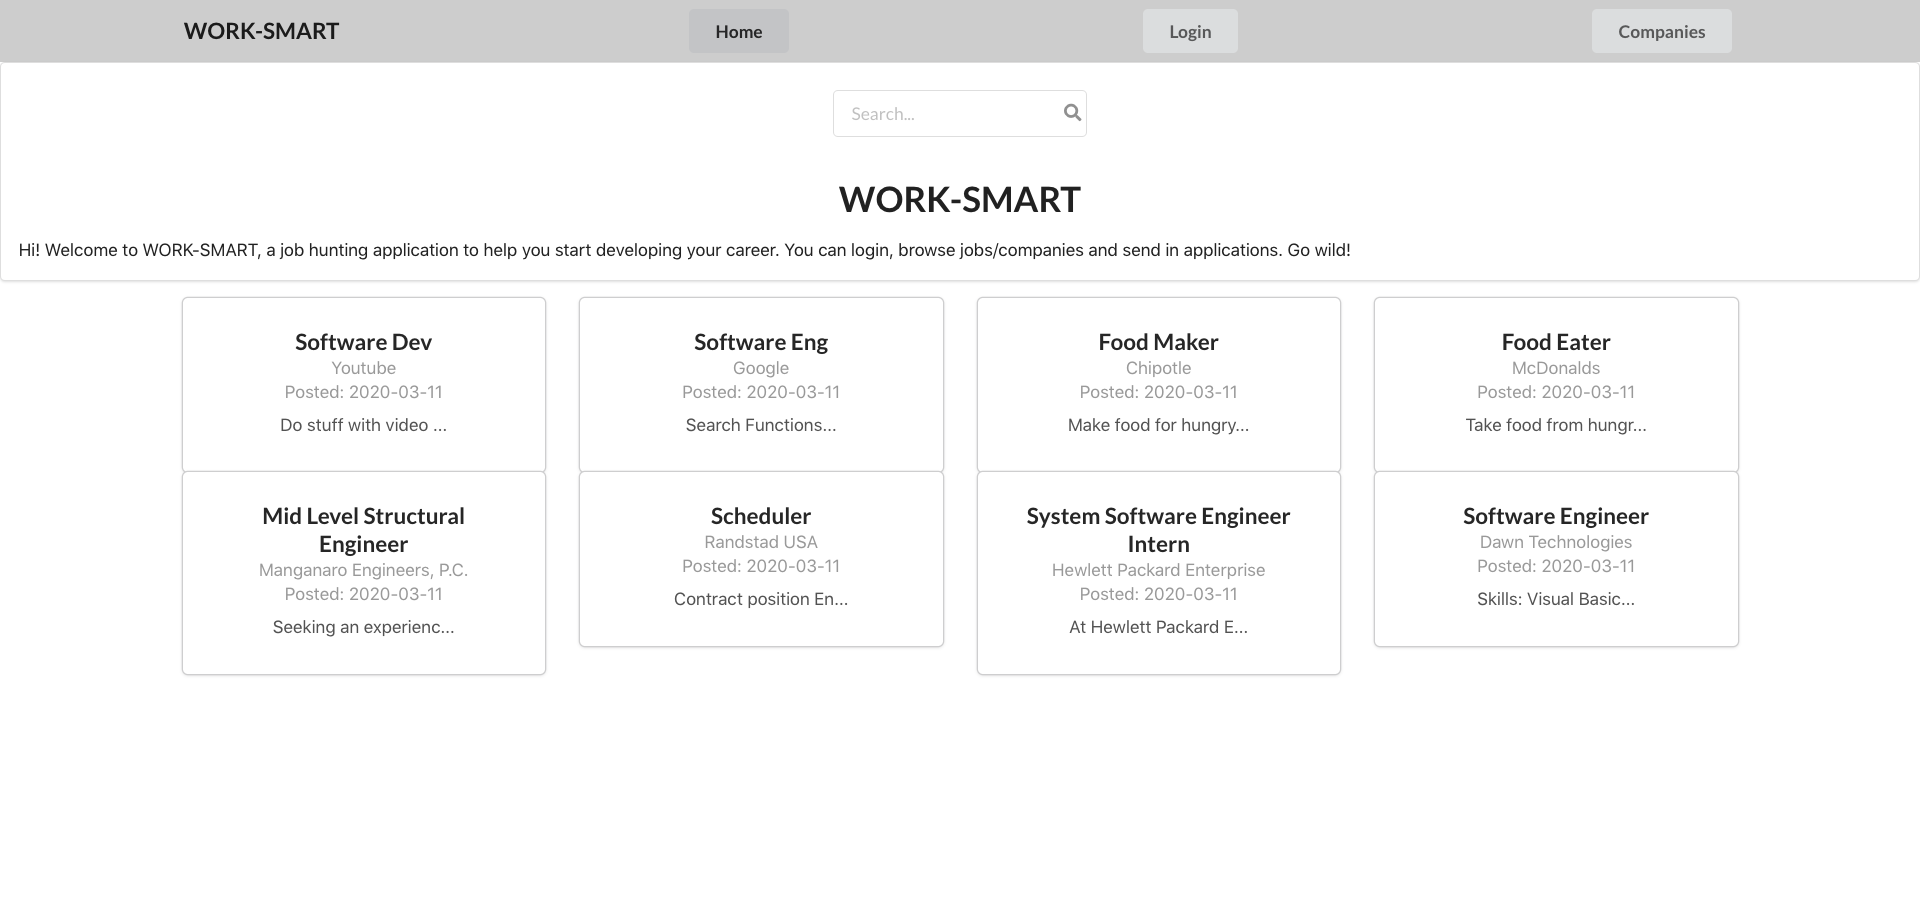 WORK-SMART
Home
Login
Companies
Search...
WORK-SMART
Hi! Welcome to WORK-SMART, a job hunting application to help you start developing your career. You can login, browse jobs/companies and send in applications. Go wild!
Software Dev
Youtube
Posted: 2020-03-11
Do stuff with video ...
Software Eng
Google
Posted: 2020-03-11
Search Functions...
Food Maker
Chipotle
Posted: 2020-03-11
Make food for hungry...
Food Eater
McDonalds
Posted: 2020-03-11
Take food from hungr...
Mid Level Structural
Engineer
Manganaro Engineers, P.C.
Posted: 2020-03-11
Seeking an experienc...
Scheduler
Randstad USA
Posted: 2020-03-11
Contract position En...
System Software Engineer
Intern
Hewlett Packard Enterprise
Posted: 2020-03-11
At Hewlett Packard E...
Software Engineer
Dawn Technologies
Posted: 2020-03-11
Skills: Visual Basic...